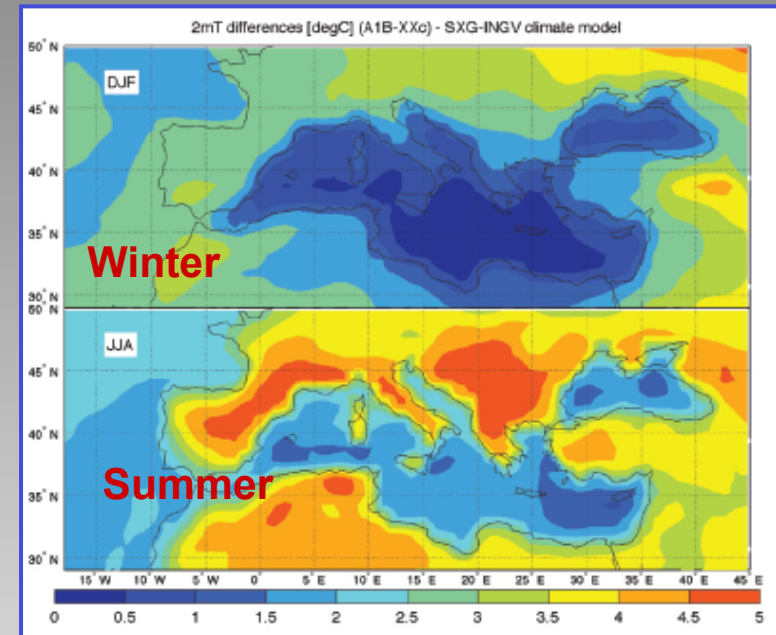 2mT differences [degC] (A1B-XXc) - SXG-INGV climate model
50° N
DJF
45° N
40° N
35° N
Winter
30° N
50° N
JJA
45° N
40° N
35° N
Summer
30° N
15° W 10° W 5° W 0° 5° E 10° E 15° E 20° E 25° E 30° E 35° E 40° E 45° E
0 0.5 1 1.5 2 2.5 3 3.5 4 4.5 5